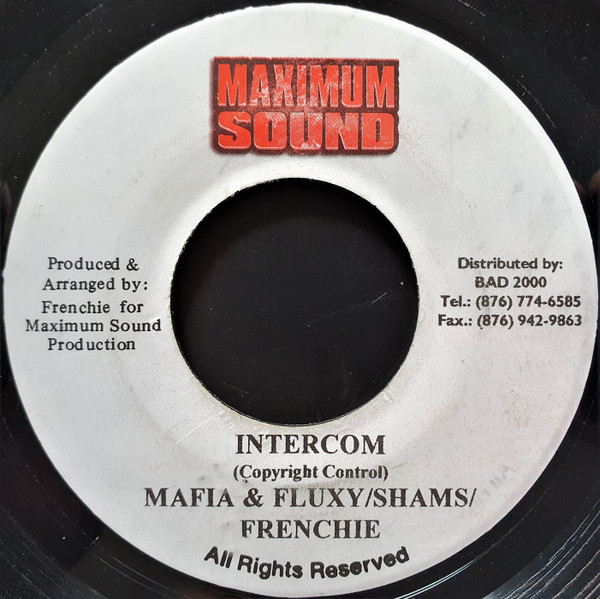 MAXIMUM
SOUND
Produced &
Arranged by:
Frenchie for
Maximum Sound
Production
Distributed by:
BAD 2000
Tel.: (876) 774-6585
Fax.: (876) 942-9863
INTERCOM
(Copyright Control)
MAFIA & FLUXY/SHAMS/
FRENCHIE
All Rights Reserved